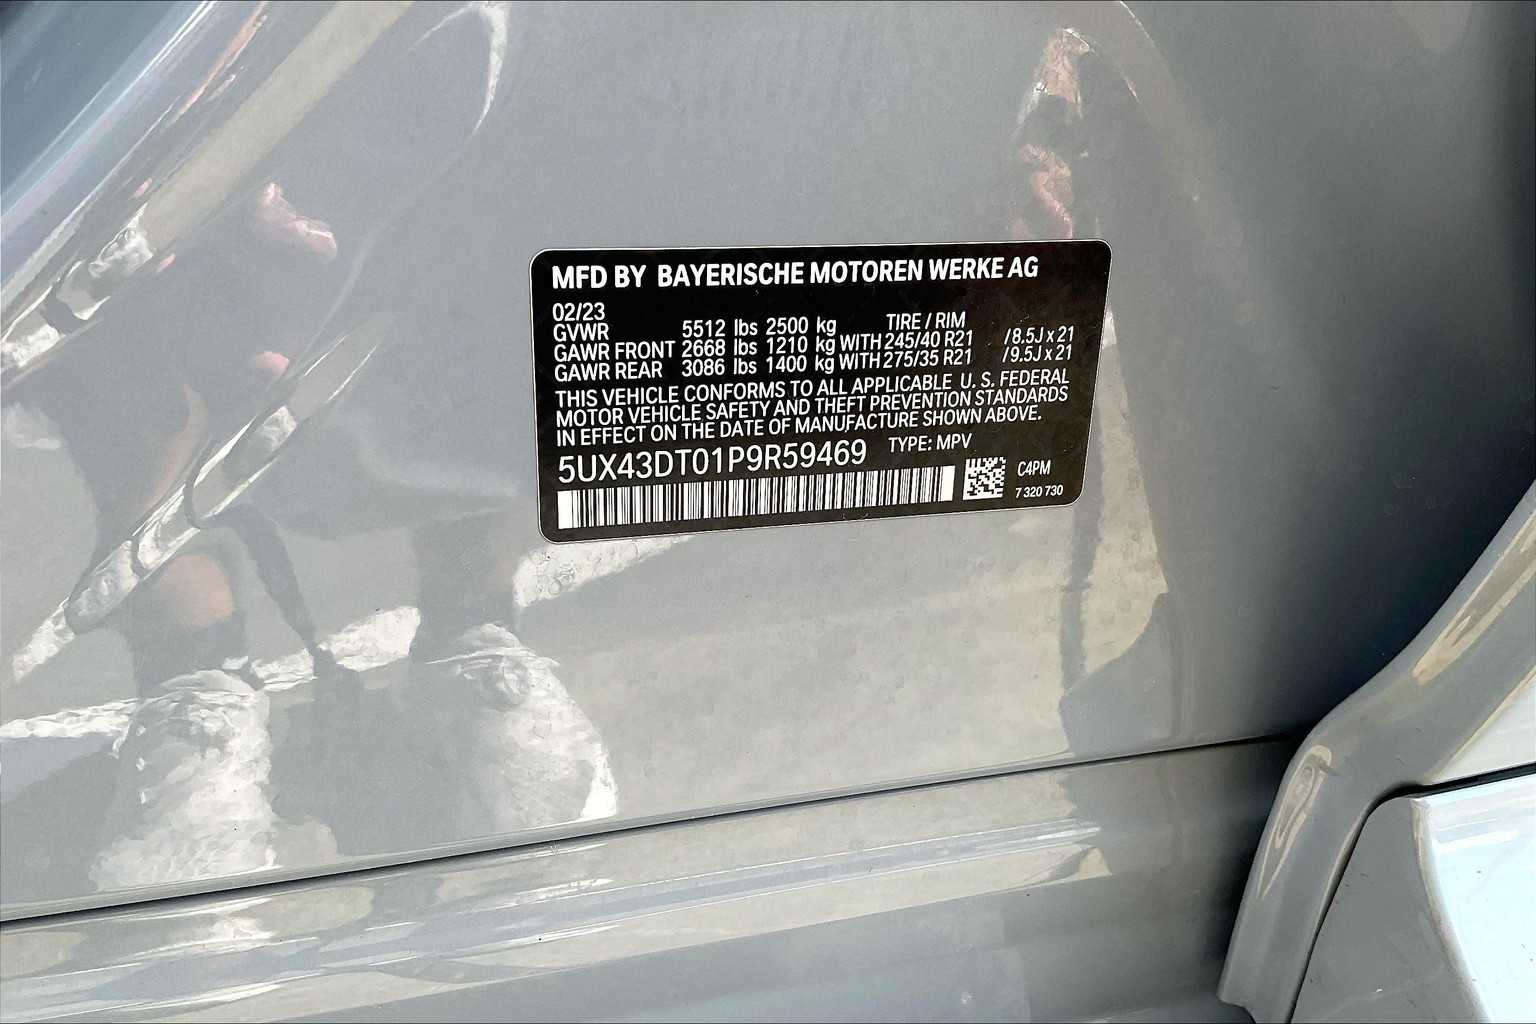 MFD BY BAYERISCHE MOTOREN WERKE AG
02/23
TIRE / RIM
GVWR 5512 lbs 2500 kg
GAWR FRONT 2668 lbs 1210 kg WITH 245/40 R21 /8.5J x 21
GAWR REAR 3086 lbs 1400 kg WITH 275/35 R21 /9.5J x 21
THIS VEHICLE CONFORMS TO ALL APPLICABLE U. S. FEDERAL
MOTOR VEHICLE SAFETY AND THEFT PREVENTION STANDARDS
IN EFFECT ON THE DATE OF MANUFACTURE SHOWN ABOVE.
5UX43DT01P9R59469 TYPE: MPV
C4PM
7 320 730